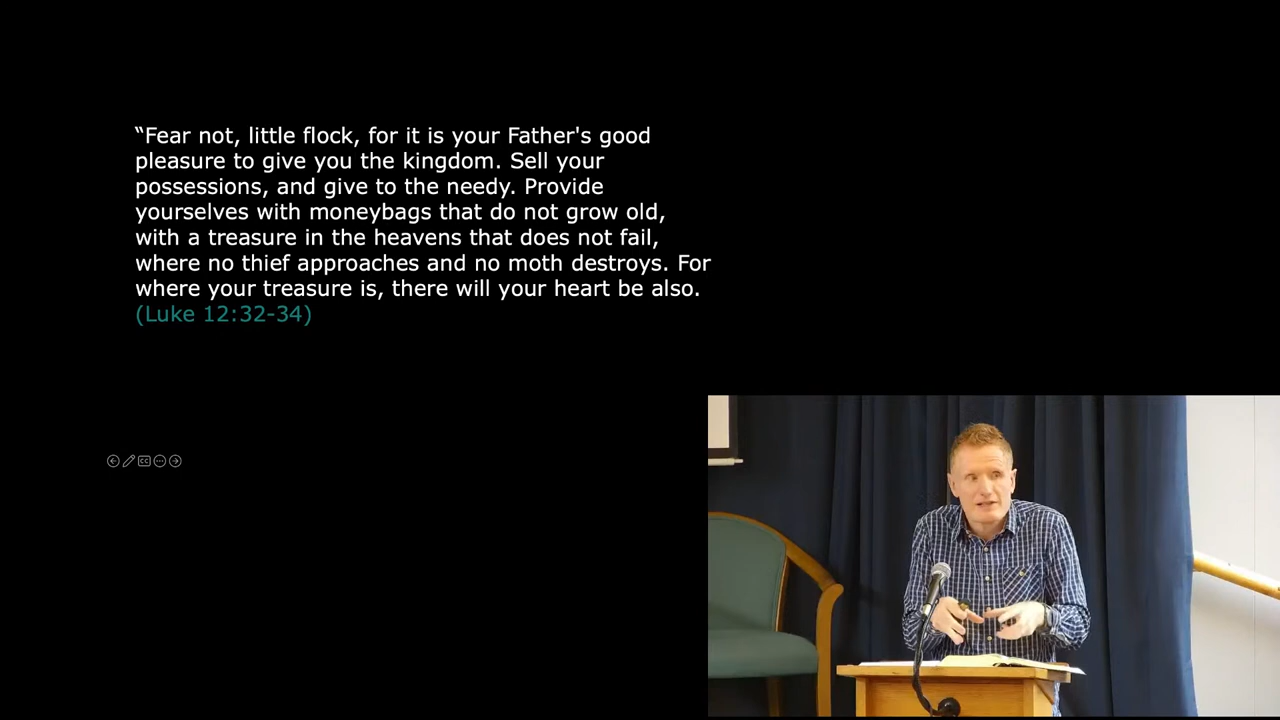 “Fear not, little flock, for it is your Father's good
pleasure to give you the kingdom. Sell your
possessions, and give to the needy. Provide
yourselves with moneybags that do not grow old,
with a treasure in the heavens that does not fail,
where no thief approaches and no moth destroys. For
where your treasure is, there will your heart be also.
(Luke 12:32-34)
CC